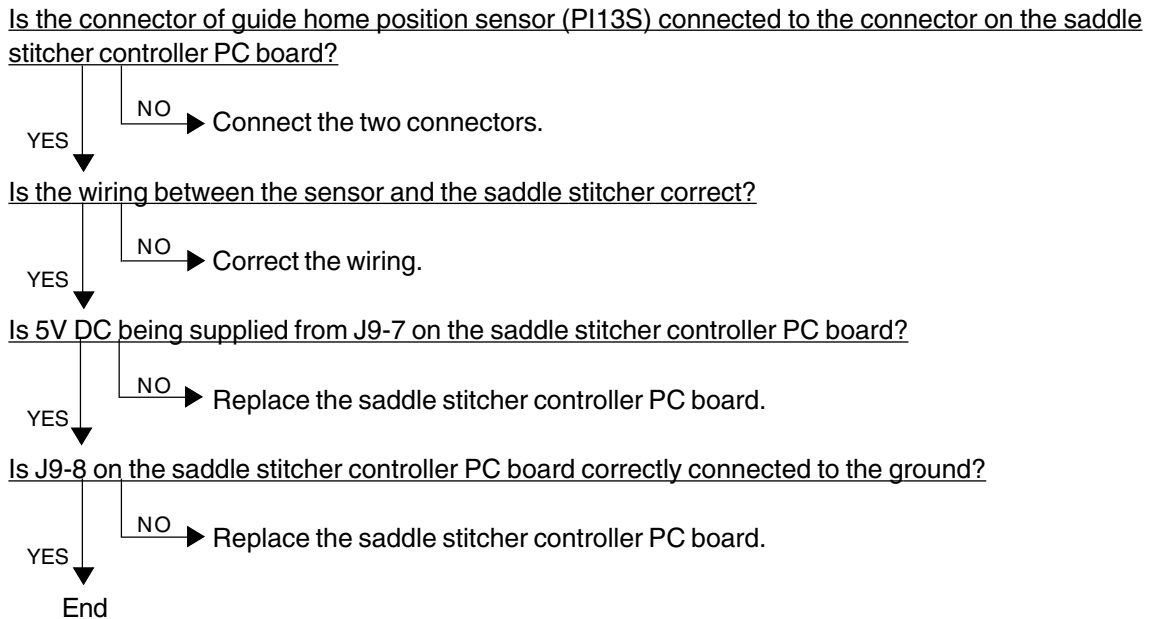 Is the connector of guide home position sensor (PI13S) connected to the connector on the saddle
stitcher controller PC board?
NO
Connect the two connectors.
YES
Is the wiring between the sensor and the saddle stitcher correct?
NO
Correct the wiring.
YES
Is 5V DC being supplied from J9-7 on the saddle stitcher controller PC board?
NO
Replace the saddle stitcher controller PC board.
YES
Is J9-8 on the saddle stitcher controller PC board correctly connected to the ground?
NO
Replace the saddle stitcher controller PC board.
YES
End